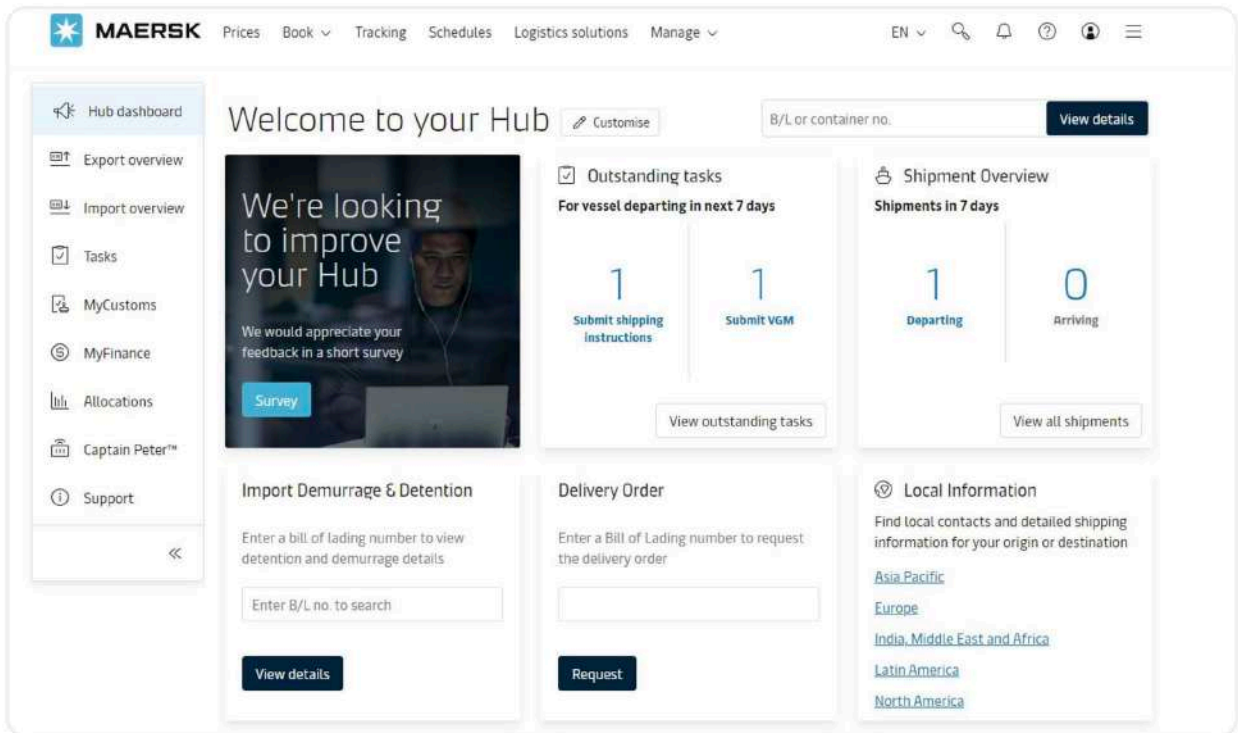 MAERSK
Prices
Book
Tracking
Schedules
Logistics solutions
Manage
EN
Hub dashboard
Export overview
Import overview
Tasks
MyCustoms
MyFinance
Allocations
Captain Peter™
Support
Welcome to your Hub
Customise
B/L or container no.
View details
We're looking
to improve
your Hub
We would appreciate your
feedback in a short survey
Survey
Outstanding tasks
For vessel departing in next 7 days
1
Submit shipping
instructions
1
Submit VGM
View outstanding tasks
Shipment Overview
Shipments in 7 days
1
Departing
0
Arriving
View all shipments
Import Demurrage & Detention
Enter a bill of lading number to view
detention and demurrage details
Enter B/L no. to search
View details
Delivery Order
Enter a Bill of Lading number to request
the delivery order
Request
Local Information
Find local contacts and detailed shipping
information for your origin or destination
Asia Pacific
Europe
India, Middle East and Africa
Latin America
North America